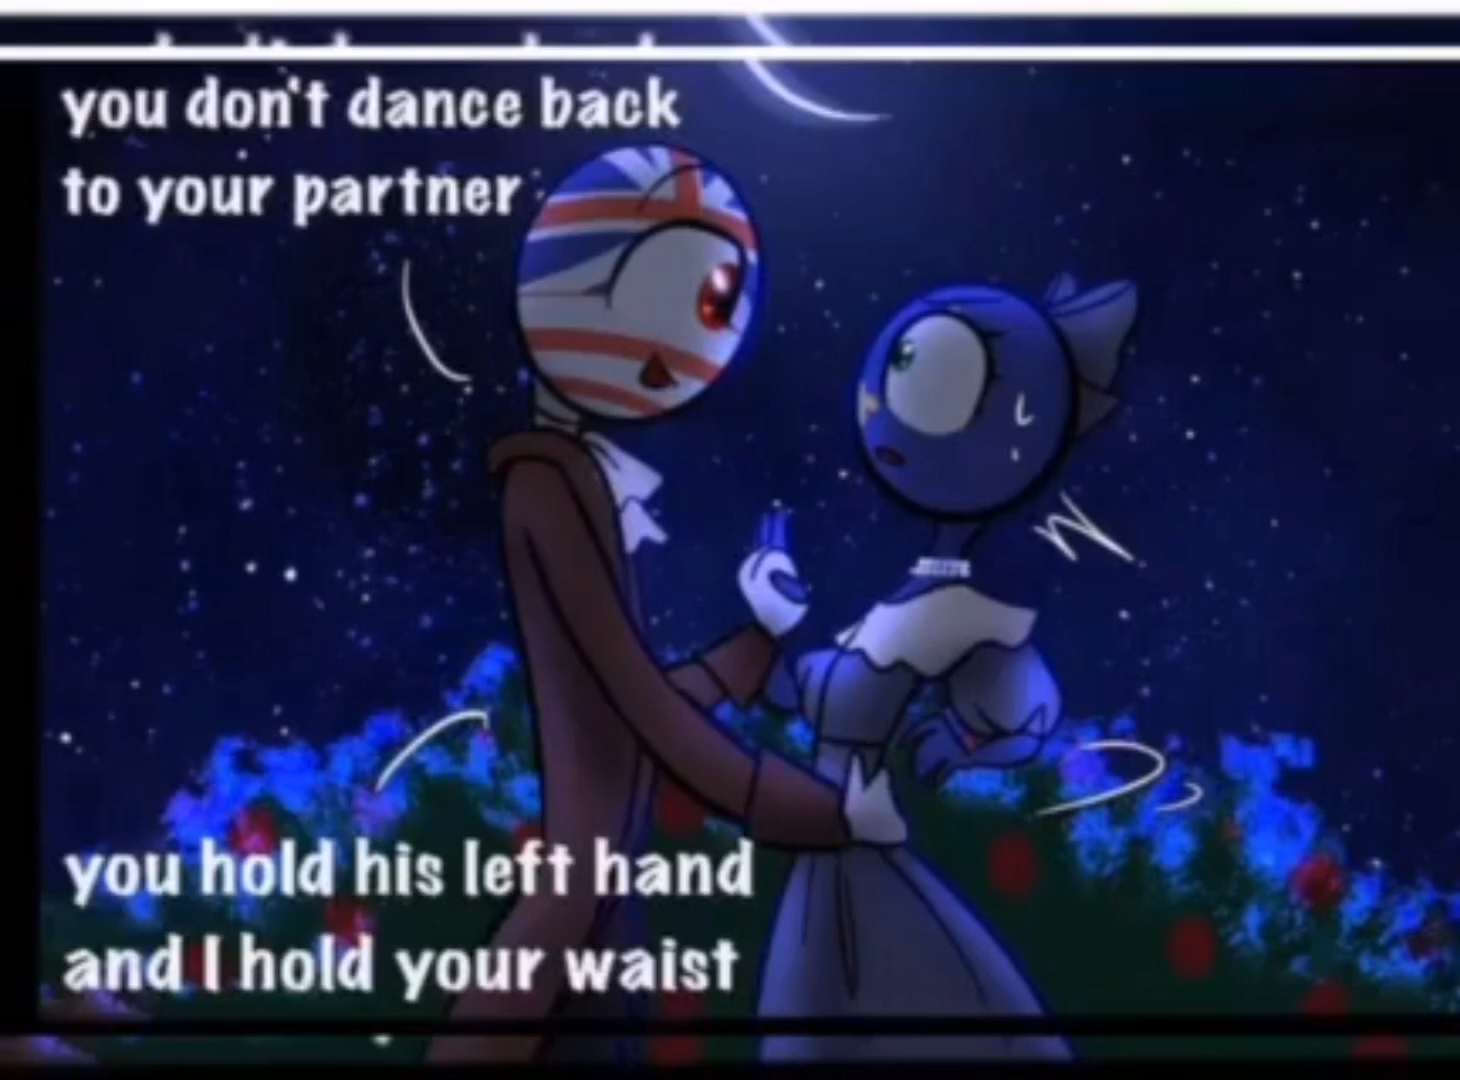 you don't dance back
to your partner
you hold his left hand
and I hold your waist